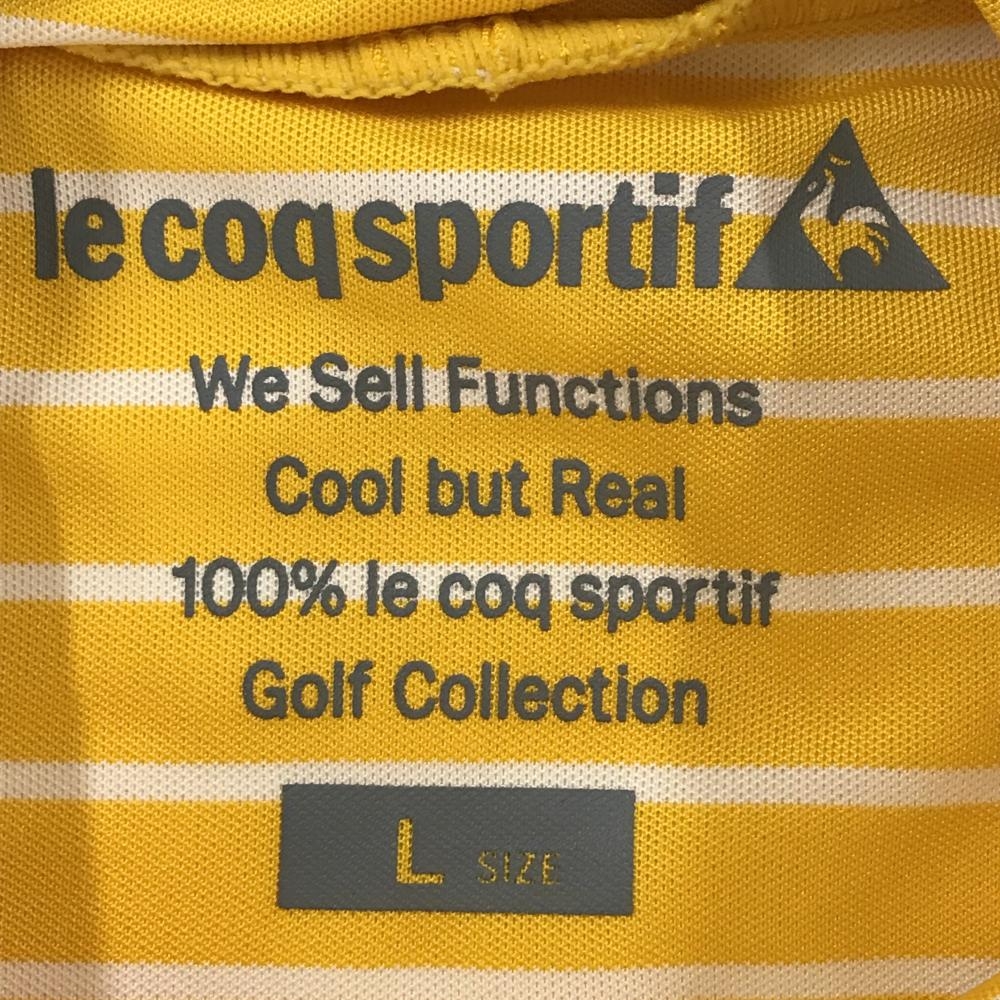 le coq sportif
We Sell Functions
Cool but Real
100% le coq sportif
Golf Collection
L SIZE